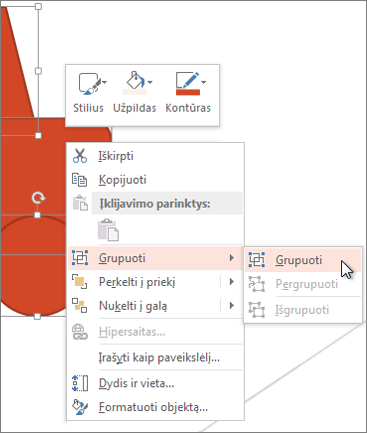 Stilius Užpildas Kontūras
Iškirpti
Kopijuoti
Įklijavimo parinktys:
Grupuoti
Grupuoti
Perkelti į priekį
Pergrupuoti
Nukelti į galą
Išgrupuoti
Hipersaitas...
Įrašyti kaip paveikslėlį...
Dydis ir vieta...
Formatuoti objektą...